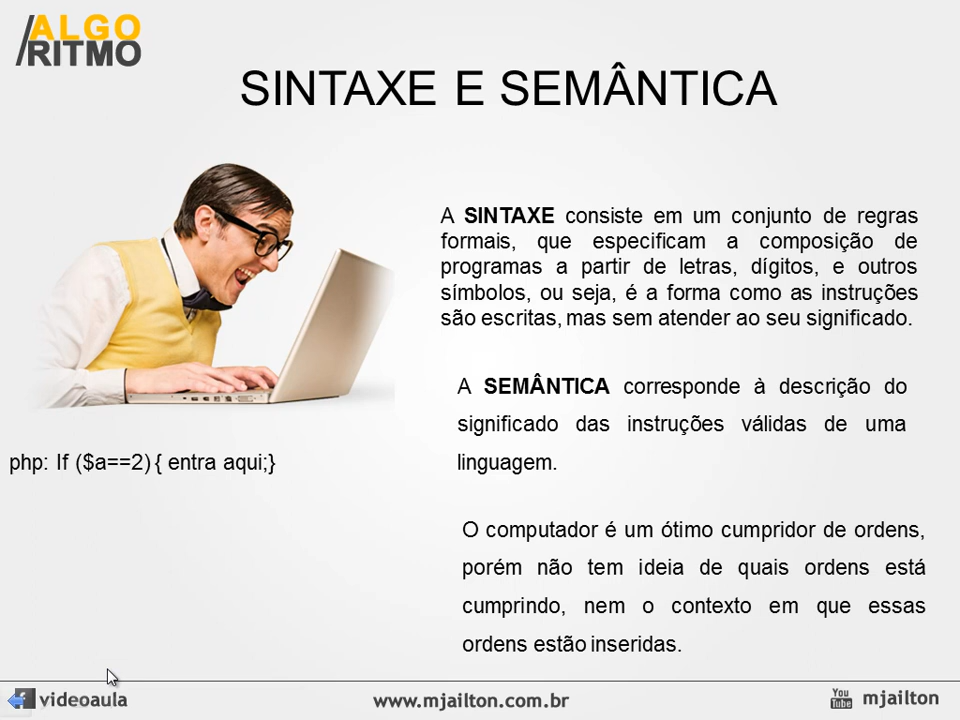 ALGO
RITMO
SINTAXE E SEMÂNTICA
A SINTAXE consiste em um conjunto de regras
formais, que especificam a composição de
programas a partir de letras, dígitos, e outros
símbolos, ou seja, é a forma como as instruções
são escritas, mas sem atender ao seu significado.
A SEMÂNTICA corresponde à descrição do
significado das instruções válidas de uma
linguagem.
php: If ($a==2) { entra aqui;}
O computador é um ótimo cumpridor de ordens,
porém não tem ideia de quais ordens está
cumprindo, nem o contexto em que essas
ordens estão inseridas.
f videoaula
www.mjailton.com.br
You Tube mjailton